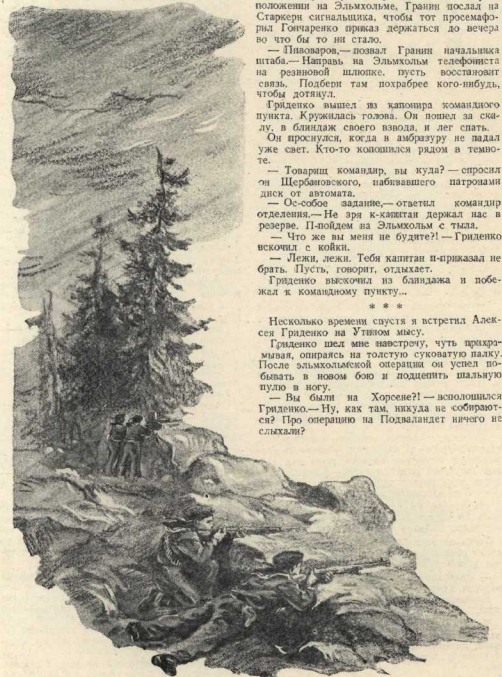 положении на Эльмхольме, Гранин послал на
Старкерн сигнальщика, чтобы тот просемафо-
рил Гончаренко приказ держаться до вечера
во что бы то ни стало.
— Пивоваров,— позвал Гранин начальника
штаба.— Направь на Эльмхольм телефониста
на резиновой шлюпке, пусть восстановит
связь. Подбери там похрабрее кого-нибудь,
чтобы дотянул.
Гриденко вышел из капонира командного
пункта. Кружилась голова. Он пошел за ска-
лу, в блиндаж своего взвода, и лег спать.
Он проснулся, когда в амбразуру не падал
уже свет. Кто-то копошился рядом в темно-
те.
— Товарищ командир, вы куда? — спросил
он Щербановского, набивавшего патронами
диск от автомата.
— Ос-собое задание,— ответил командир
отделения.— Не зря к-капитан держал нас в
резерве. П-пойдем на Эльмхольм с тыла.
— Что же вы меня не будите?! — Гриденко
вскочил с койки.
— Лежи, лежи. Тебя капитан п-приказал не
брать. Пусть, говорит, отдыхает.
Гриденко выскочил из блиндажа и побе-
жал к командному пункту...
* * *
Несколько времени спустя я встретил Алек-
сея Гриденко на Утином мысу.
Гриденко шел мне навстречу, чуть прихра-
мывая, опираясь на толстую суковатую палку.
После эльмхольмской операции он успел по-
бывать в новом бою и подцепить шальную
пулю в ногу.
— Вы были на Хорсене?! — всполошился
Гриденко.— Ну, как там, никуда не собирают-
ся? Про операцию на Подваландет ничего не
слыхали?